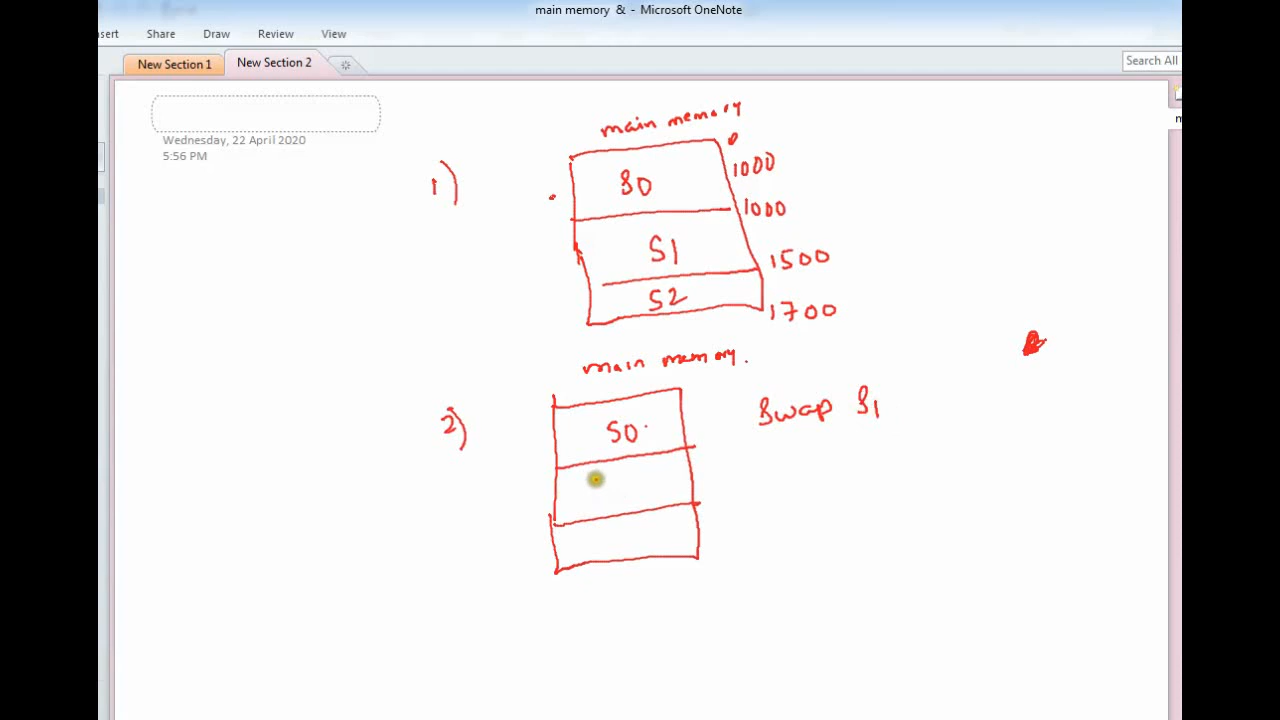 main memory & - Microsoft OneNote
sert Share Draw Review View
New Section 1 New Section 2
Search All
Wednesday, 22 April 2020
5:56 PM
main memory
0
1)
S0
1000
1000
S1
1500
S2
1700
main memory.
2)
S0
Swap S1